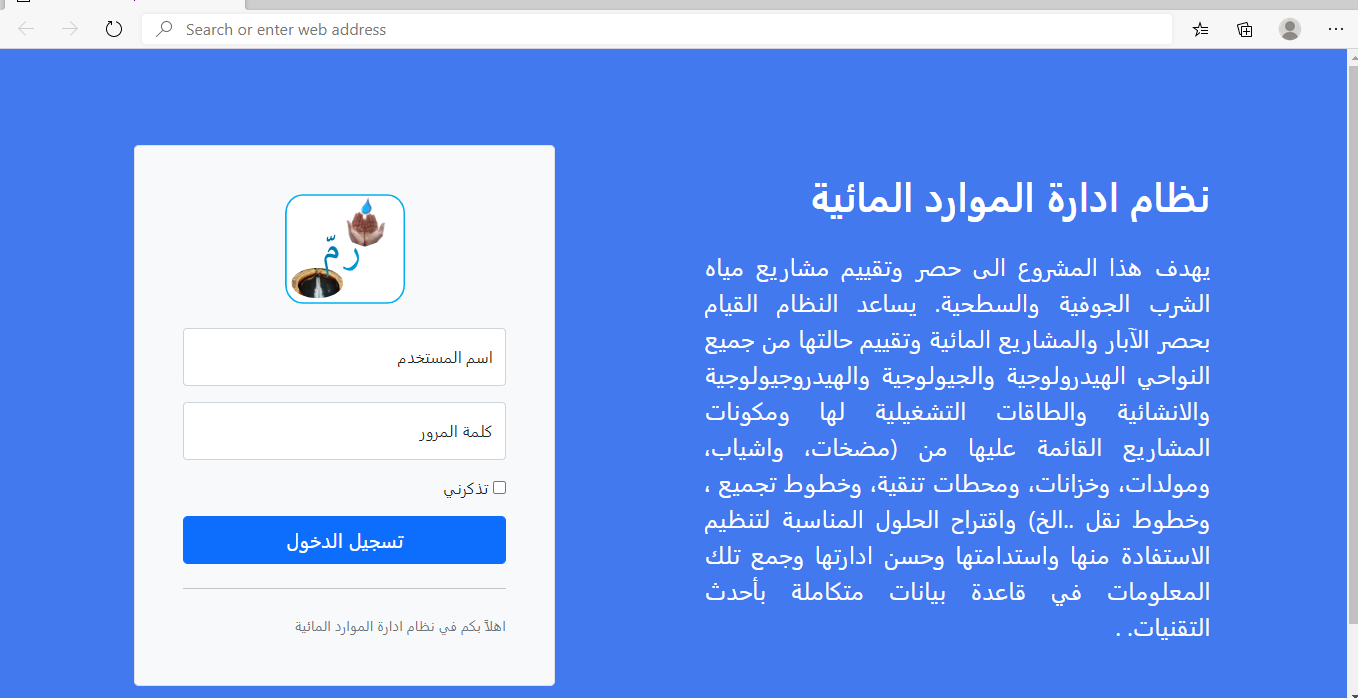 Search or enter web address
نظام ادارة الموارد المائية
يهدف هذا المشروع الى حصر وتقييم مشاريع مياه
الشرب الجوفية والسطحية. يساعد النظام القيام
بحصر الآبار والمشاريع المائية وتقييم حالتها من جميع
النواحي الهيدرولوجية والجيولوجية والهيدروجيولوجية
والانشائية والطاقات التشغيلية لها ومكونات
المشاريع القائمة عليها من (مضخات، واشياب،
ومولدات، وخزانات، ومحطات تنقية، وخطوط تجميع ،
وخطوط نقل ..الخ) واقتراح الحلول المناسبة لتنظيم
الاستفادة منها واستدامتها وحسن ادارتها وجمع تلك
المعلومات في قاعدة بيانات متكاملة بأحدث
التقنيات. .
رمّ
اسم المستخدم
كلمة المرور
تذكرني
تسجيل الدخول
اهلاً بكم في نظام ادارة الموارد المائية